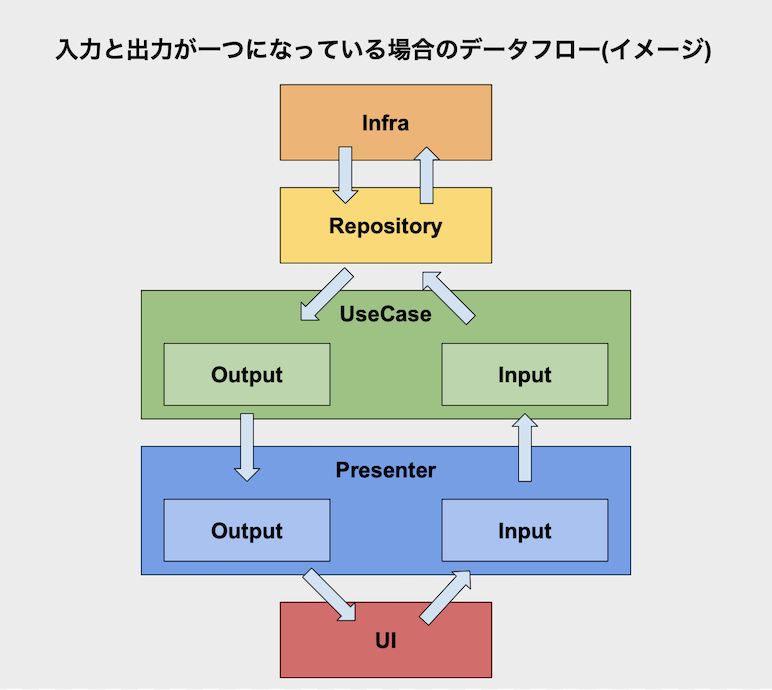 入力と出力が一つになっている場合のデータフロー(イメージ)
Infra
Repository
UseCase
Output
Input
Presenter
Output
Input
UI